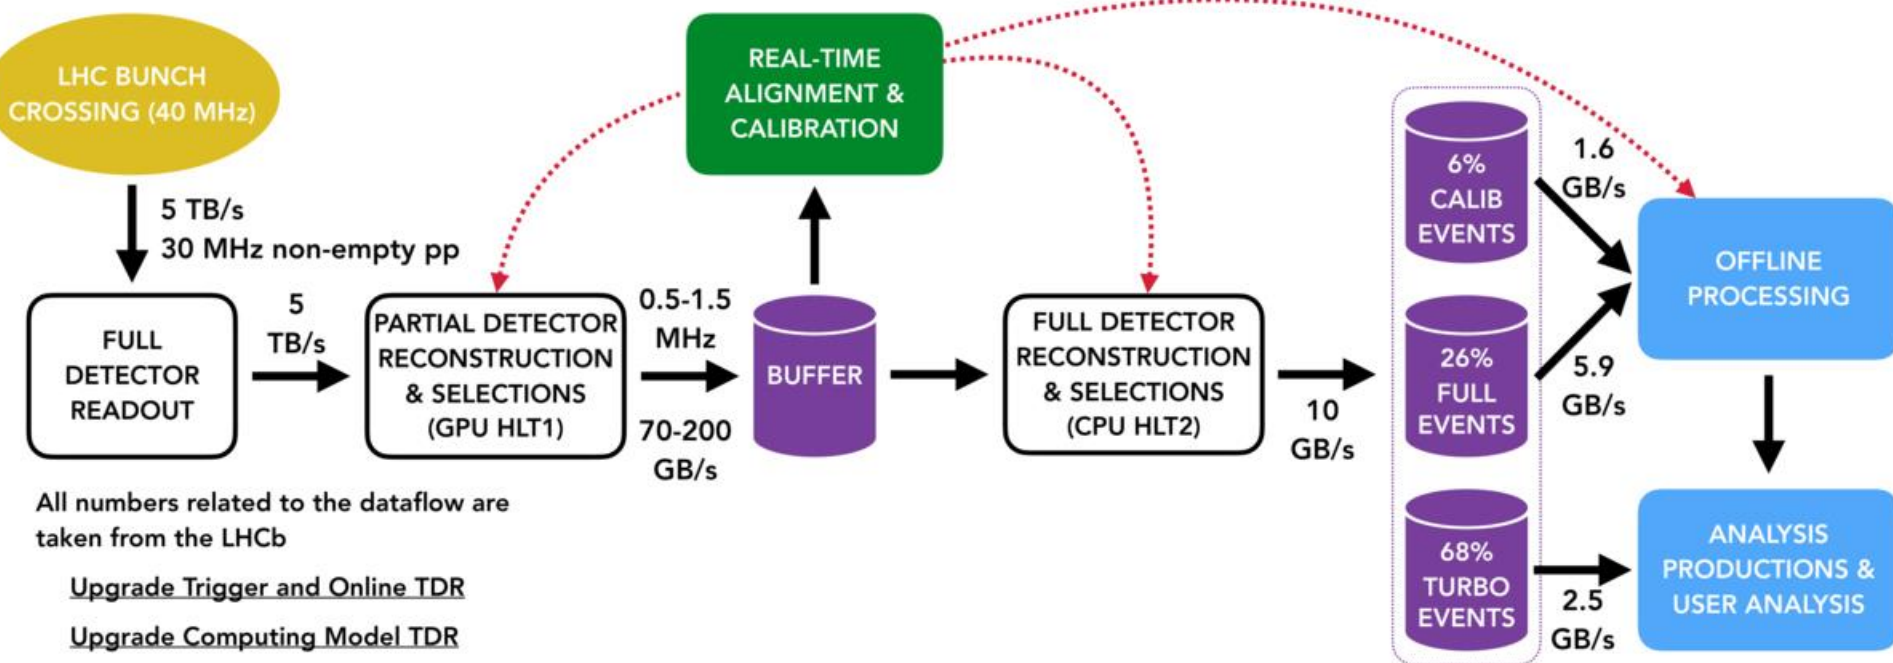 LHC BUNCH
CROSSING (40 MHz)
5 TB/s
30 MHz non-empty pp
FULL
DETECTOR
READOUT
5
TB/s
PARTIAL DETECTOR
RECONSTRUCTION
& SELECTIONS
(GPU HLT1)
0.5-1.5
MHz
70-200
GB/s
REAL-TIME
ALIGNMENT &
CALIBRATION
BUFFER
FULL DETECTOR
RECONSTRUCTION
& SELECTIONS
(CPU HLT2)
10
GB/s
6%
CALIB
EVENTS
1.6
GB/s
26%
FULL
EVENTS
5.9
GB/s
68%
TURBO
EVENTS
2.5
GB/s
OFFLINE
PROCESSING
ANALYSIS
PRODUCTIONS &
USER ANALYSIS
All numbers related to the dataflow are
taken from the LHCb
Upgrade Trigger and Online TDR
Upgrade Computing Model TDR